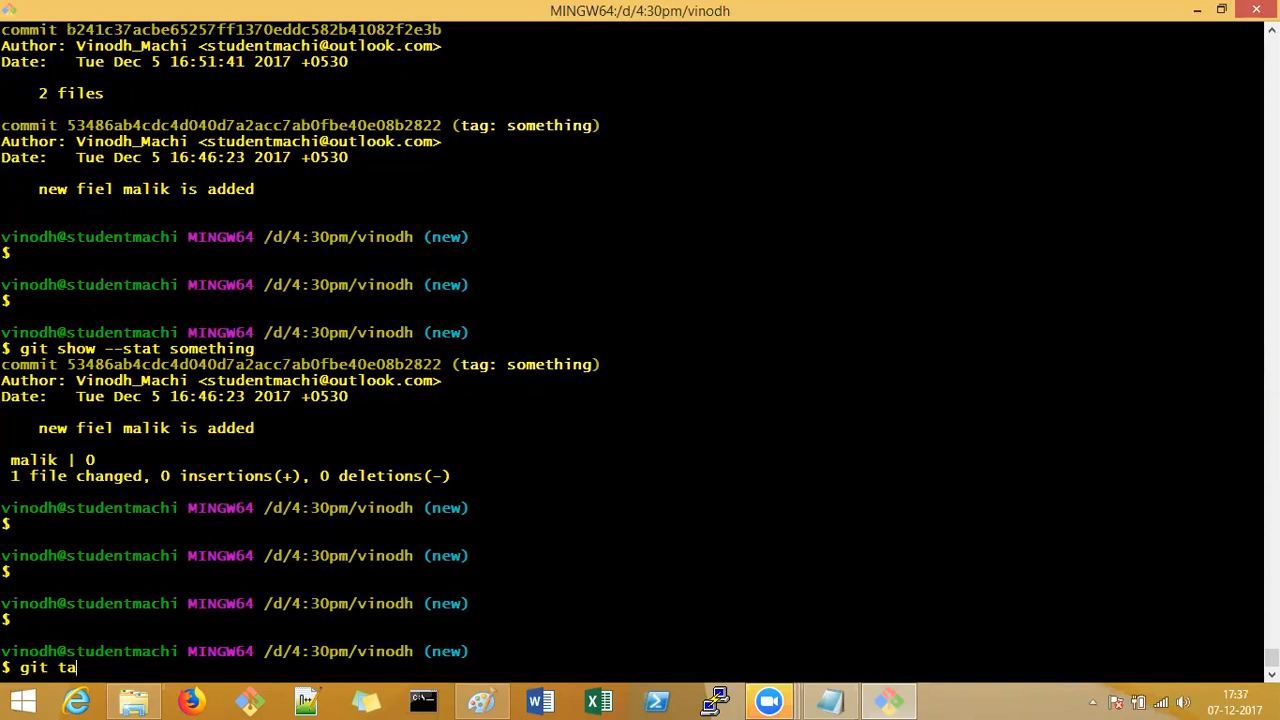 MINGW64:/d/4:30pm/vinodh
commit b241c37acbe65257ff1370eddc582b41082f2e3b
Author: Vinodh_Machi <studentmachi@outlook.com>
Date:   Tue Dec 5 16:51:41 2017 +0530
2 files
commit 53486ab4cdc4d040d7a2acc7ab0fbe40e08b2822 (tag: something)
Author: Vinodh_Machi <studentmachi@outlook.com>
Date:   Tue Dec 5 16:46:23 2017 +0530
new fiel malik is added
vinodh@studentmachi MINGW64 /d/4:30pm/vinodh (new)
$
vinodh@studentmachi MINGW64 /d/4:30pm/vinodh (new)
$
vinodh@studentmachi MINGW64 /d/4:30pm/vinodh (new)
$ git show --stat something
commit 53486ab4cdc4d040d7a2acc7ab0fbe40e08b2822 (tag: something)
Author: Vinodh_Machi <studentmachi@outlook.com>
Date:   Tue Dec 5 16:46:23 2017 +0530
new fiel malik is added
malik | 0
1 file changed, 0 insertions(+), 0 deletions(-)
vinodh@studentmachi MINGW64 /d/4:30pm/vinodh (new)
$
vinodh@studentmachi MINGW64 /d/4:30pm/vinodh (new)
$
vinodh@studentmachi MINGW64 /d/4:30pm/vinodh (new)
$
vinodh@studentmachi MINGW64 /d/4:30pm/vinodh (new)
$ git ta
17:37
07-12-2017